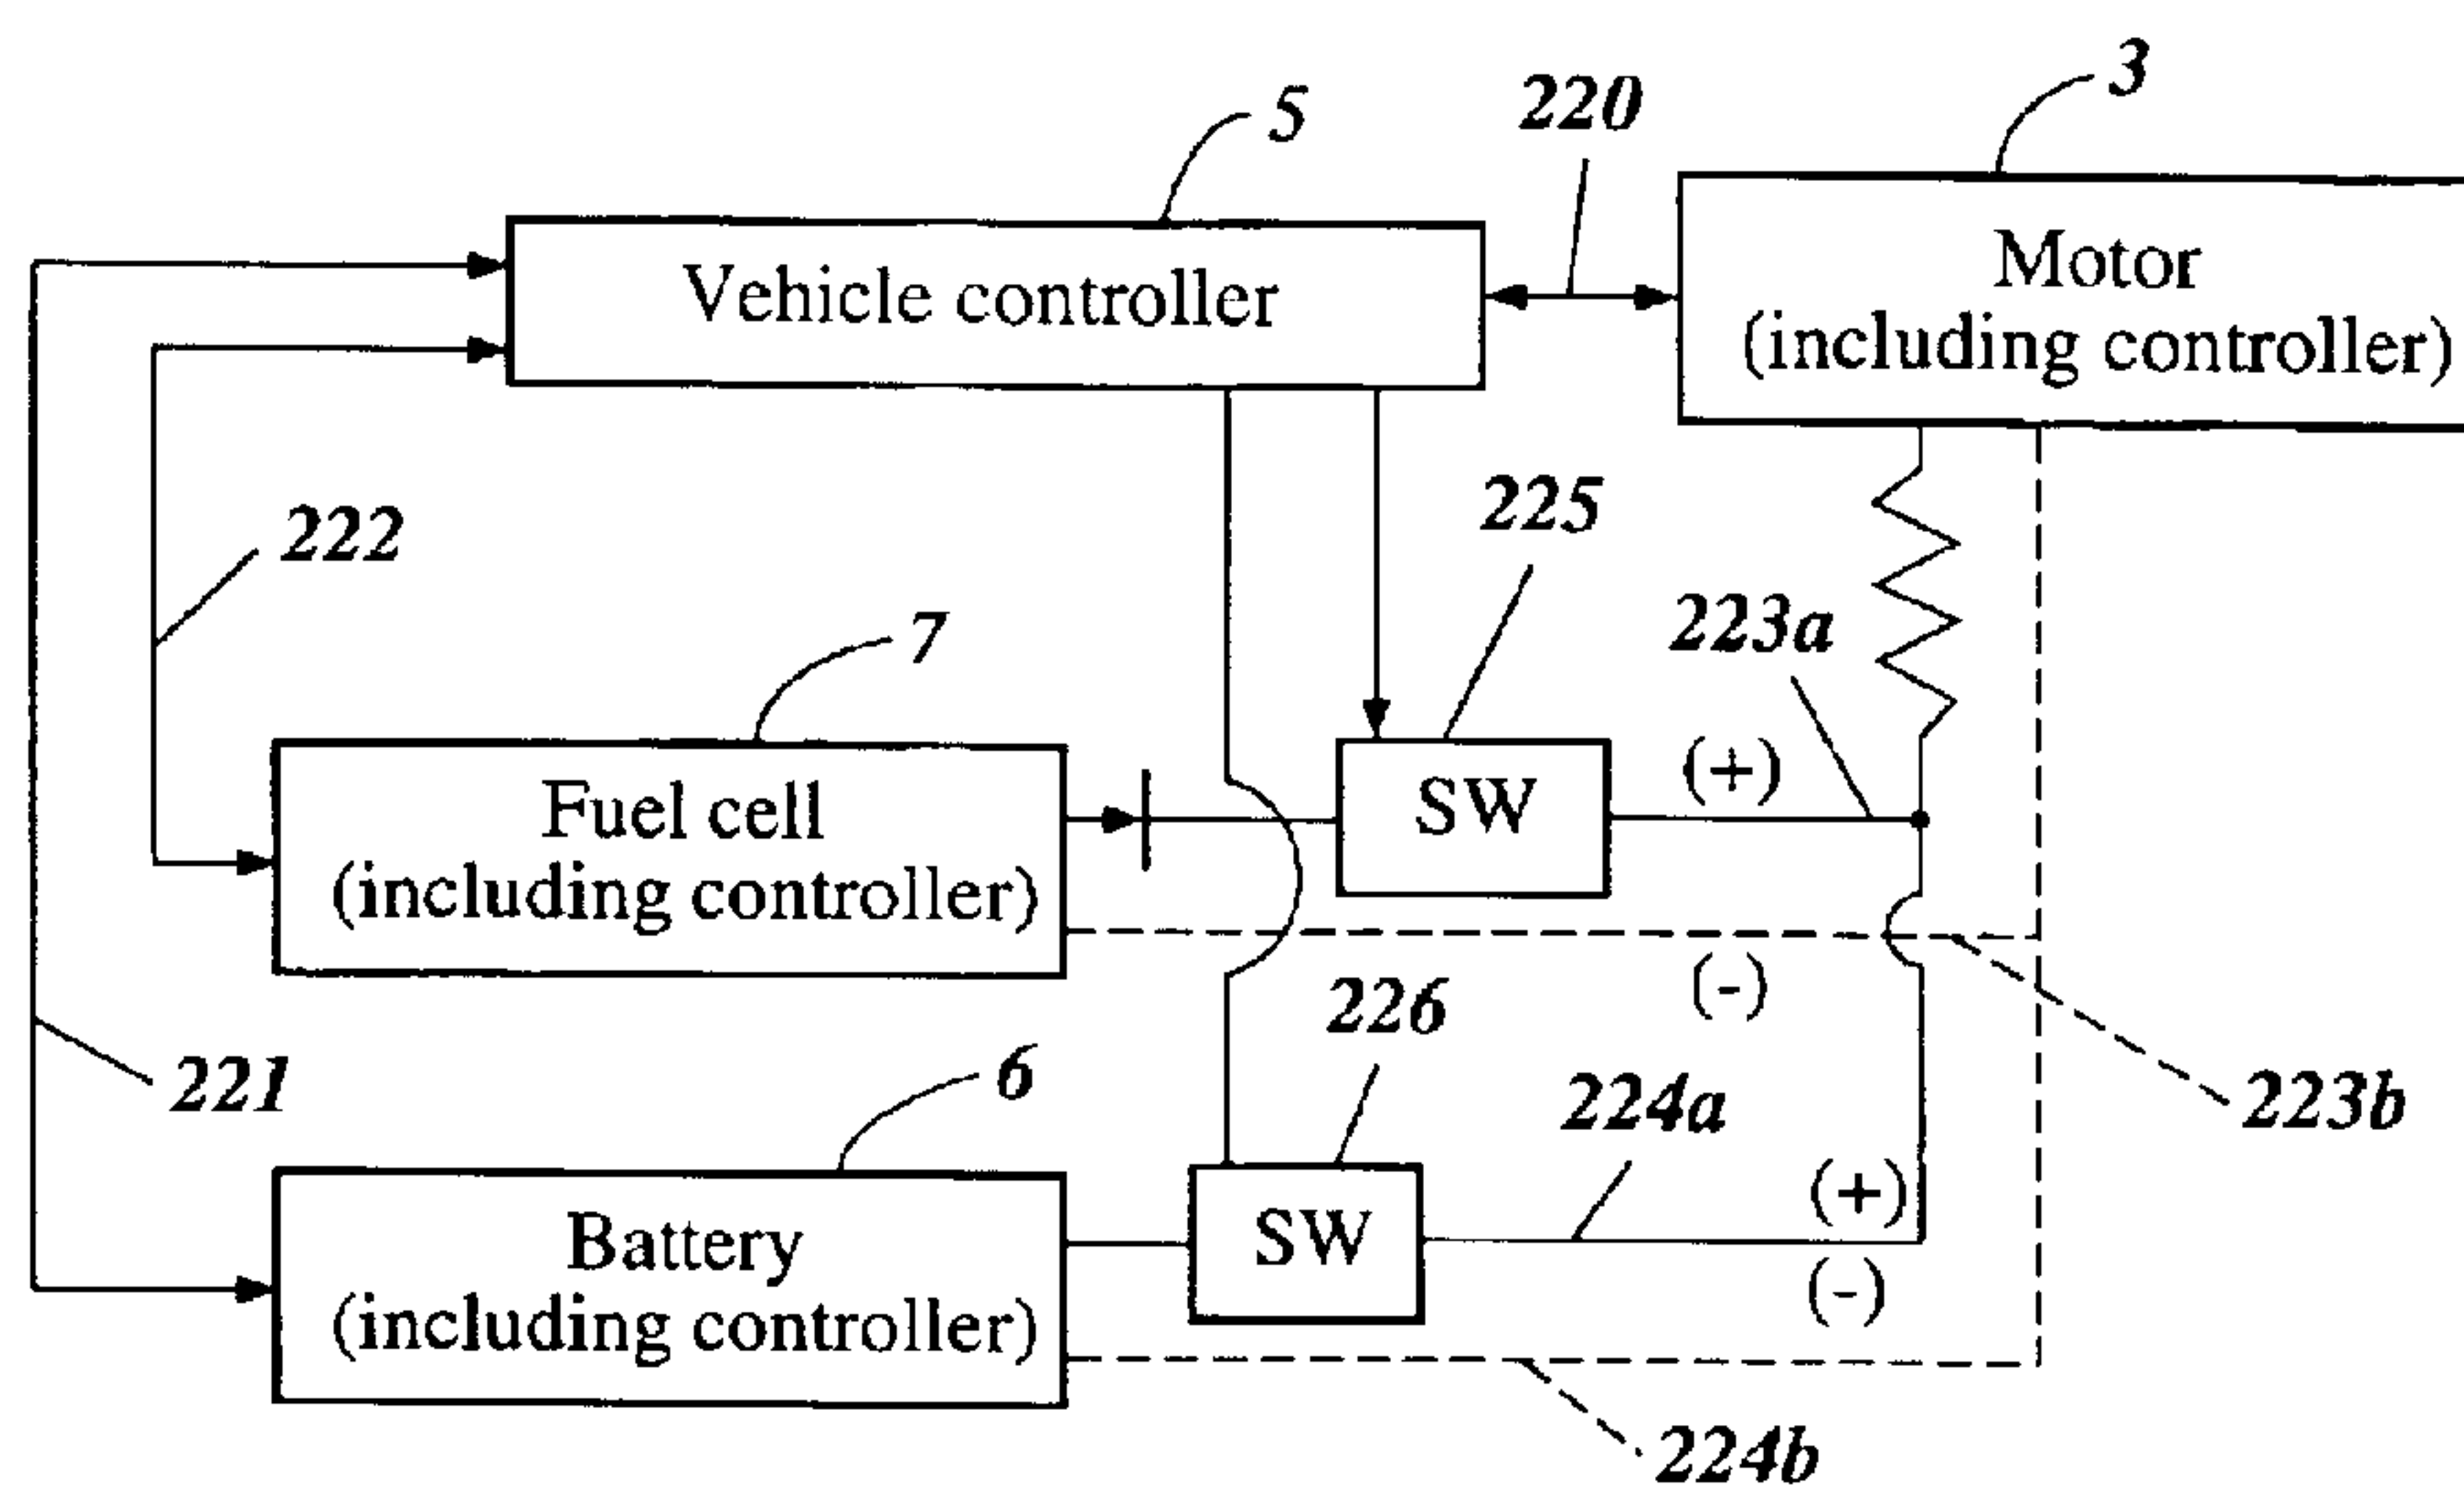 3
5
220
Vehicle controller
Motor
(including controller)
222
225
223a
7
Fuel cell
(including controller)
SW
(+)
(-)
226
223b
221
6
224a
Battery
(including controller)
SW
(+)
(-)
224b